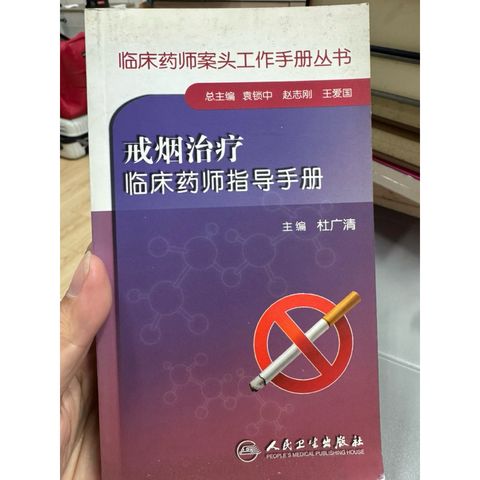 临床药师案头工作手册丛书
总主编 袁锁中 赵志刚 王爱国
戒烟治疗
临床药师指导手册
主编 杜广清
人民卫生出版社
PEOPLE'S MEDICAL PUBLISHING HOUSE